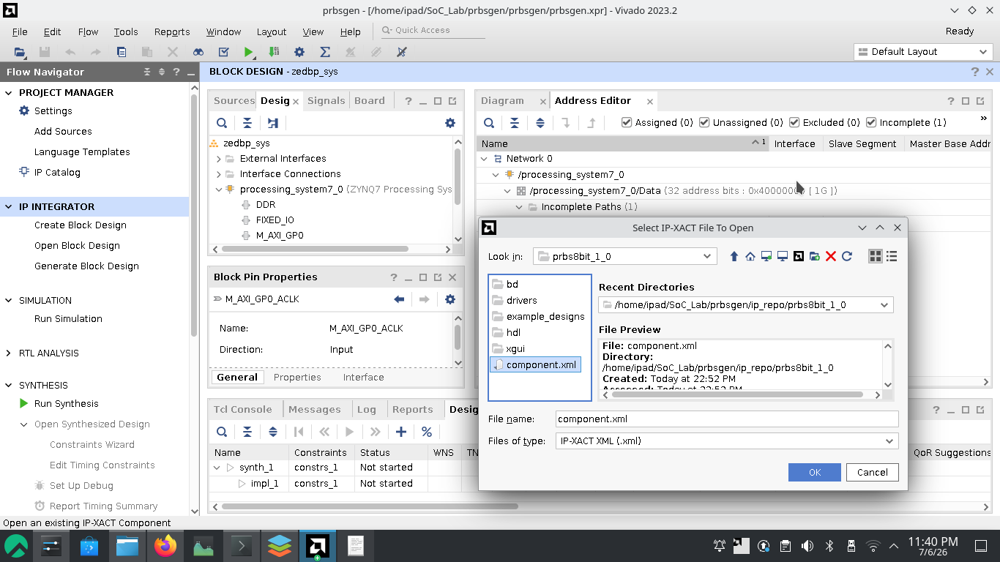 prbsgen - [/home/ipad/SoC_Lab/prbsgen/prbsgen/prbsgen.xpr] - Vivado 2023.2
File Edit Flow Tools Reports Window Layout View Help Quick Access Ready
Default Layout
Flow Navigator
PROJECT MANAGER
Settings
Add Sources
Language Templates
IP Catalog
IP INTEGRATOR
Create Block Design
Open Block Design
Generate Block Design
SIMULATION
Run Simulation
RTL ANALYSIS
SYNTHESIS
Run Synthesis
Open Synthesized Design
Constraints Wizard
Edit Timing Constraints
Set Up Debug
Report Timing Summary
BLOCK DESIGN - zedbp_sys
Sources Desig Signals Board
zedbp_sys
External Interfaces
Interface Connections
processing_system7_0 (ZYNQ7 Processing Sys
DDR
FIXED_IO
M_AXI_GP0
Block Pin Properties
M_AXI_GP0_ACLK
Name: M_AXI_GP0_ACLK
Direction: Input
General Properties Interface
Diagram Address Editor
Assigned (0) Unassigned (0) Excluded (0) Incomplete (1)
Name 1 Interface Slave Segment Master Base Addr
Network 0
/processing_system7_0
/processing_system7_0/Data (32 address bits : 0x40000000 [ 1G ])
Incomplete Paths (1)
Select IP-XACT File To Open
Look in: prbs8bit_1_0
bd
drivers
example_designs
hdl
xgui
component.xml
Recent Directories
/home/ipad/SoC_Lab/prbsgen/ip_repo/prbs8bit_1_0
File Preview
File: component.xml
Directory:
/home/ipad/SoC_Lab/prbsgen/ip_repo/prbs8bit_1_0
Created: Today at 22:52 PM
Accessed: Today at 22:52 PM
File name: component.xml
Files of type: IP-XACT XML (.xml)
OK Cancel
Tcl Console Messages Log Reports Desig
Name Constraints Status WNS TN QoR Suggestions
synth_1 constrs_1 Not started
impl_1 constrs_1 Not started
Open an existing IP-XACT Component
11:40 PM
7/6/26